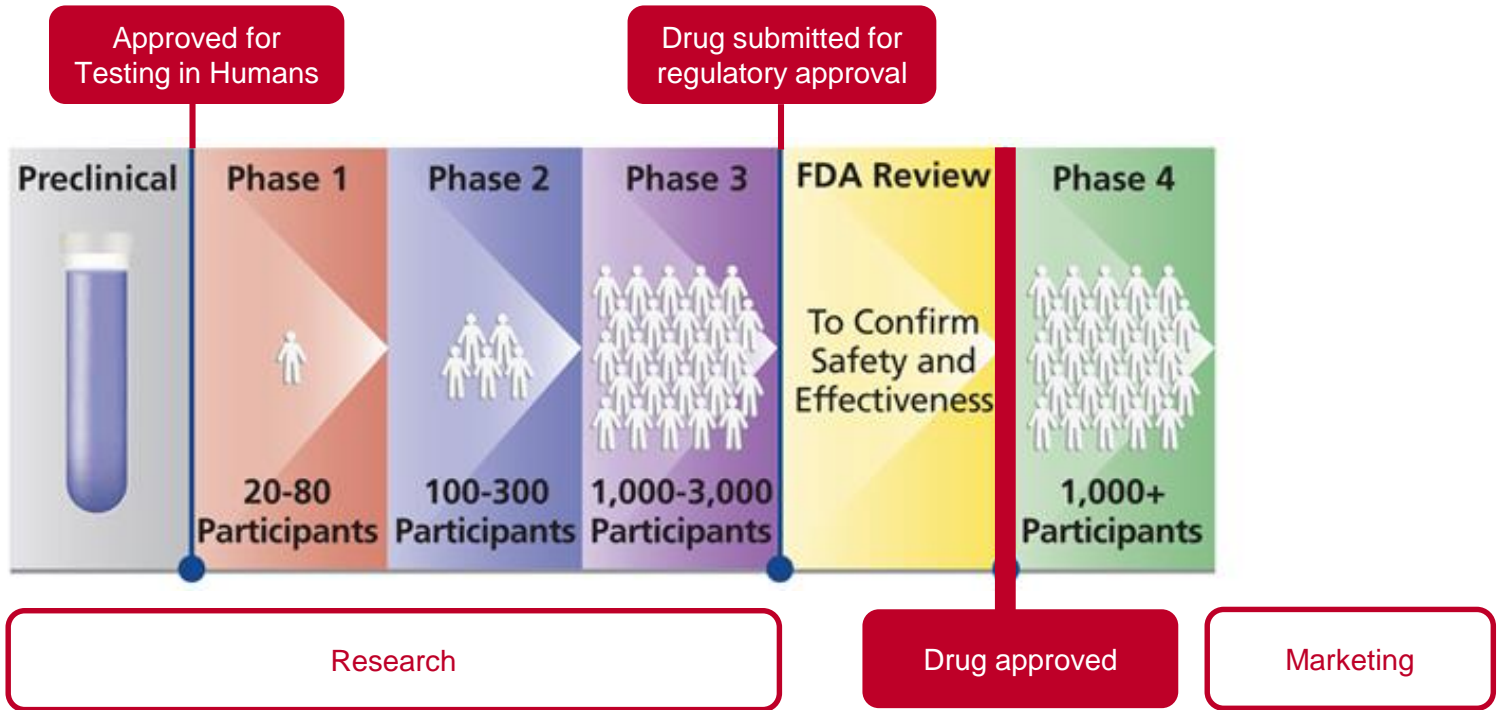 Approved for
Testing in Humans
Drug submitted for
regulatory approval
Preclinical
Phase 1
Phase 2
Phase 3
FDA Review
Phase 4
To Confirm
Safety and
Effectiveness
20-80
Participants
100-300
Participants
1,000-3,000
Participants
1,000+
Participants
Research
Drug approved
Marketing